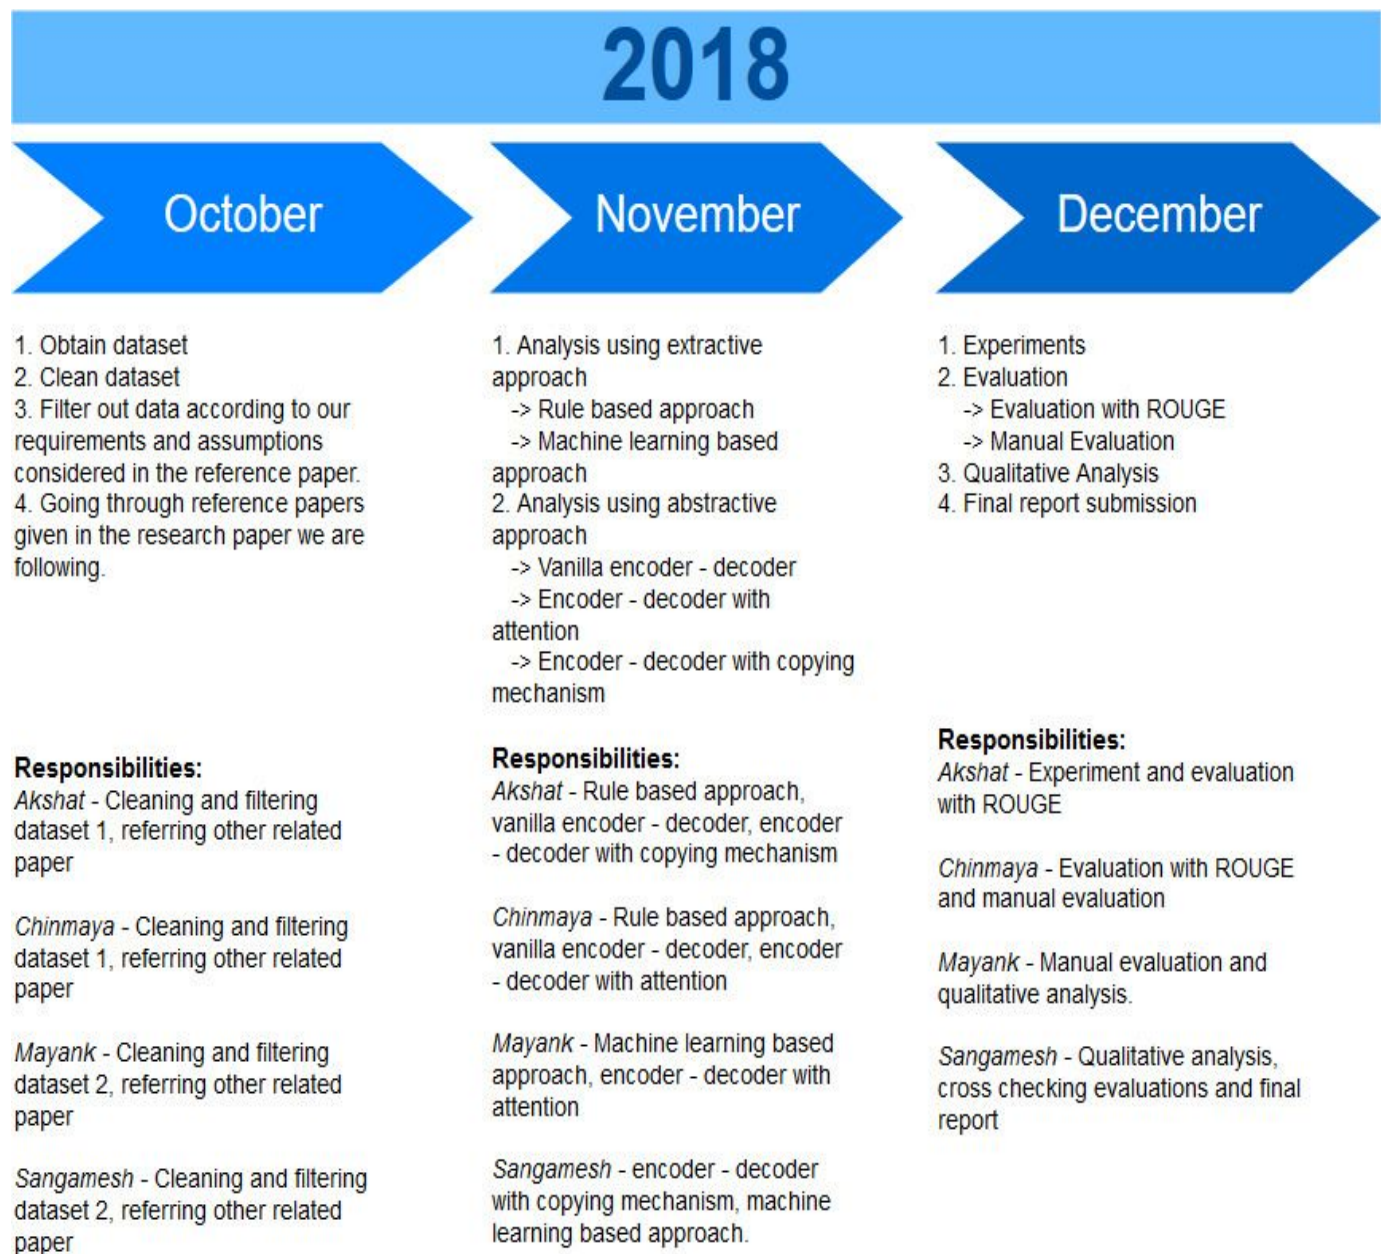 2018
October
1. Obtain dataset
2. Clean dataset
3. Filter out data according to our
requirements and assumptions
considered in the reference paper.
4. Going through reference papers
given in the research paper we are
following.
Responsibilities:
Akshat - Cleaning and filtering
dataset 1, referring other related
paper
Chinmaya - Cleaning and filtering
dataset 1, referring other related
paper
Mayank - Cleaning and filtering
dataset 2, referring other related
paper
Sangamesh - Cleaning and filtering
dataset 2, referring other related
paper
November
1. Analysis using extractive
approach
-> Rule based approach
-> Machine learning based
approach
2. Analysis using abstractive
approach
-> Vanilla encoder - decoder
-> Encoder - decoder with
attention
-> Encoder - decoder with copying
mechanism
Responsibilities:
Akshat - Rule based approach,
vanilla encoder - decoder, encoder
- decoder with copying mechanism
Chinmaya - Rule based approach,
vanilla encoder - decoder, encoder
- decoder with attention
Mayank - Machine learning based
approach, encoder - decoder with
attention
Sangamesh - encoder - decoder
with copying mechanism, machine
learning based approach.
December
1. Experiments
2. Evaluation
-> Evaluation with ROUGE
-> Manual Evaluation
3. Qualitative Analysis
4. Final report submission
Responsibilities:
Akshat - Experiment and evaluation
with ROUGE
Chinmaya - Evaluation with ROUGE
and manual evaluation
Mayank - Manual evaluation and
qualitative analysis.
Sangamesh - Qualitative analysis,
cross checking evaluations and final
report